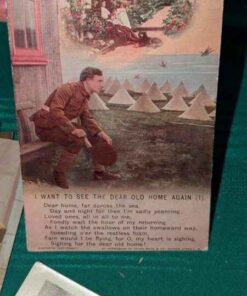 I WANT TO SEE THE DEAR OLD HOME AGAIN (1).
Dear home, far across the sea,
Day and night for thee I'm sadly yearning;
Loved ones, all in all to me,
Fondly wait the hour of my returning.
As I watch the swallows on their homeward way,
Speeding o'er the restless foam,
Fain would I be flying, for O, my heart is sighing,
Sighing for the dear old home!